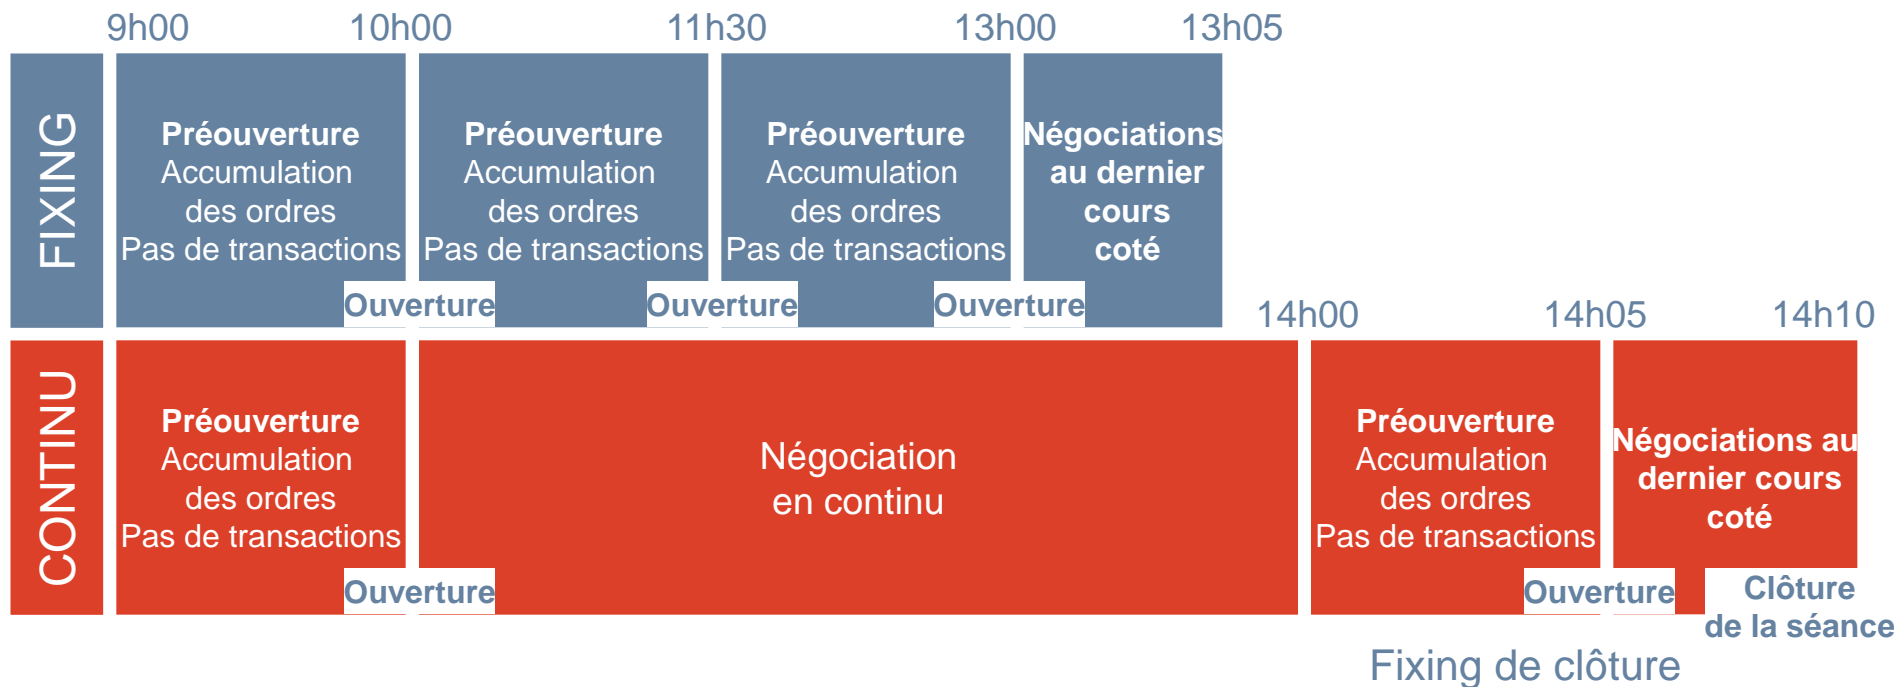 9h00 10h00 11h30 13h00 13h05
FIXING
Préouverture
Accumulation
des ordres
Pas de transactions
Ouverture
Préouverture
Accumulation
des ordres
Pas de transactions
Ouverture
Préouverture
Accumulation
des ordres
Pas de transactions
Ouverture
Négociations
au dernier
cours
coté
14h00 14h05 14h10
CONTINU
Préouverture
Accumulation
des ordres
Pas de transactions
Ouverture
Négociation
en continu
Préouverture
Accumulation
des ordres
Pas de transactions
Ouverture
Négociations au
dernier cours
coté
Clôture
de la séance
Fixing de clôture